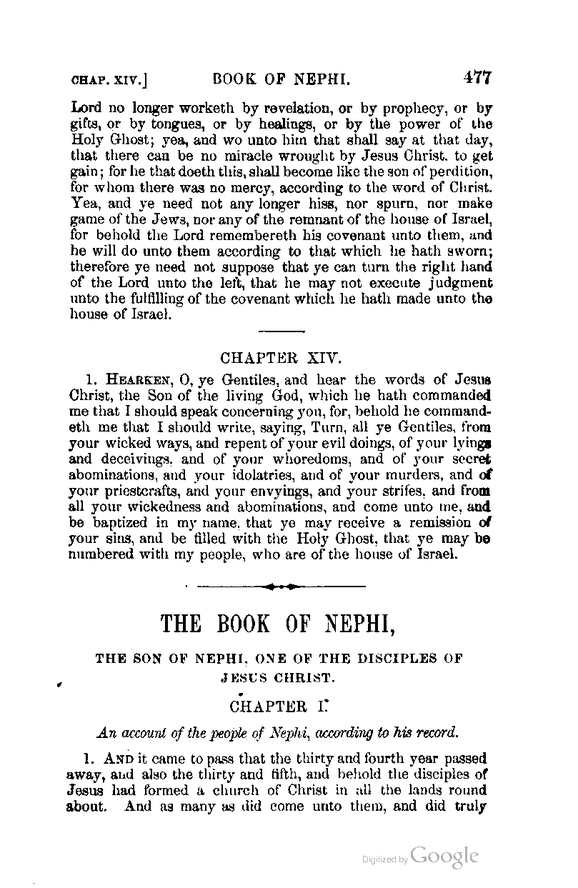 CHAP. XIV.] BOOK OF NEPHI. 477
Lord no longer worketh by revelation, or by prophecy, or by
gifts, or by tongues, or by healings, or by the power of the
Holy Ghost; yea, and wo unto him that shall say at that day,
that there can be no miracle wrought by Jesus Christ. to get
gain; for he that doeth this, shall become like the son of perdition,
for whom there was no mercy, according to the word of Christ.
Yea, and ye need not any longer hiss, nor spurn, nor make
game of the Jews, nor any of the remnant of the house of Israel,
for behold the Lord remembereth his covenant unto them, and
he will do unto them according to that which he hath sworn;
therefore ye need not suppose that ye can turn the right hand
of the Lord unto the left, that he may not execute judgment
unto the fulfilling of the covenant which he hath made unto the
house of Israel.
CHAPTER XIV.
1. HEARKEN, O, ye Gentiles, and hear the words of Jesus
Christ, the Son of the living God, which he hath commanded
me that I should speak concerning you, for, behold he command-
eth me that I should write, saying, Turn, all ye Gentiles, from
your wicked ways, and repent of your evil doings, of your lyings
and deceivings, and of your whoredoms, and of your secret
abominations, and your idolatries, and of your murders, and of
your priestcrafts, and your envyings, and your strifes, and from
all your wickedness and abominations, and come unto me, and
be baptized in my name, that ye may receive a remission of
your sins, and be filled with the Holy Ghost, that ye may be
numbered with my people, who are of the house of Israel.
THE BOOK OF NEPHI,
THE SON OF NEPHI, ONE OF THE DISCIPLES OF
JESUS CHRIST.
CHAPTER I.
An account of the people of Nephi, according to his record.
1. AND it came to pass that the thirty and fourth year passed
away, and also the thirty and fifth, and behold the disciples of
Jesus had formed a church of Christ in all the lands round
about. And as many as did come unto them, and did truly
Digitized by Google